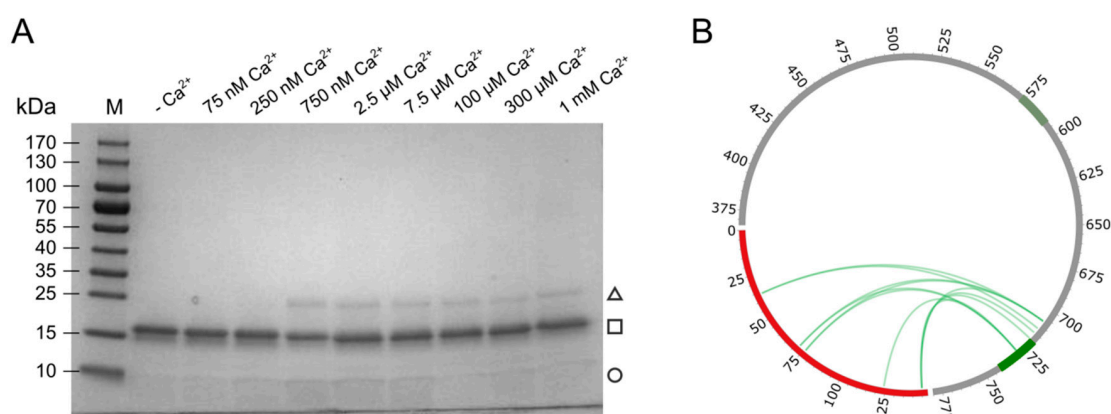 A
kDa
M
- Ca²⁺
75 nM Ca²⁺
250 nM Ca²⁺
750 nM Ca²⁺
2.5 µM Ca²⁺
7.5 µM Ca²⁺
100 µM Ca²⁺
300 µM Ca²⁺
1 mM Ca²⁺
170
130
100
70
55
40
35
25
15
10
B
0
375
400
425
450
475
500
525
550
575
600
625
650
675
700
725
750
77
25
100
75
50
25